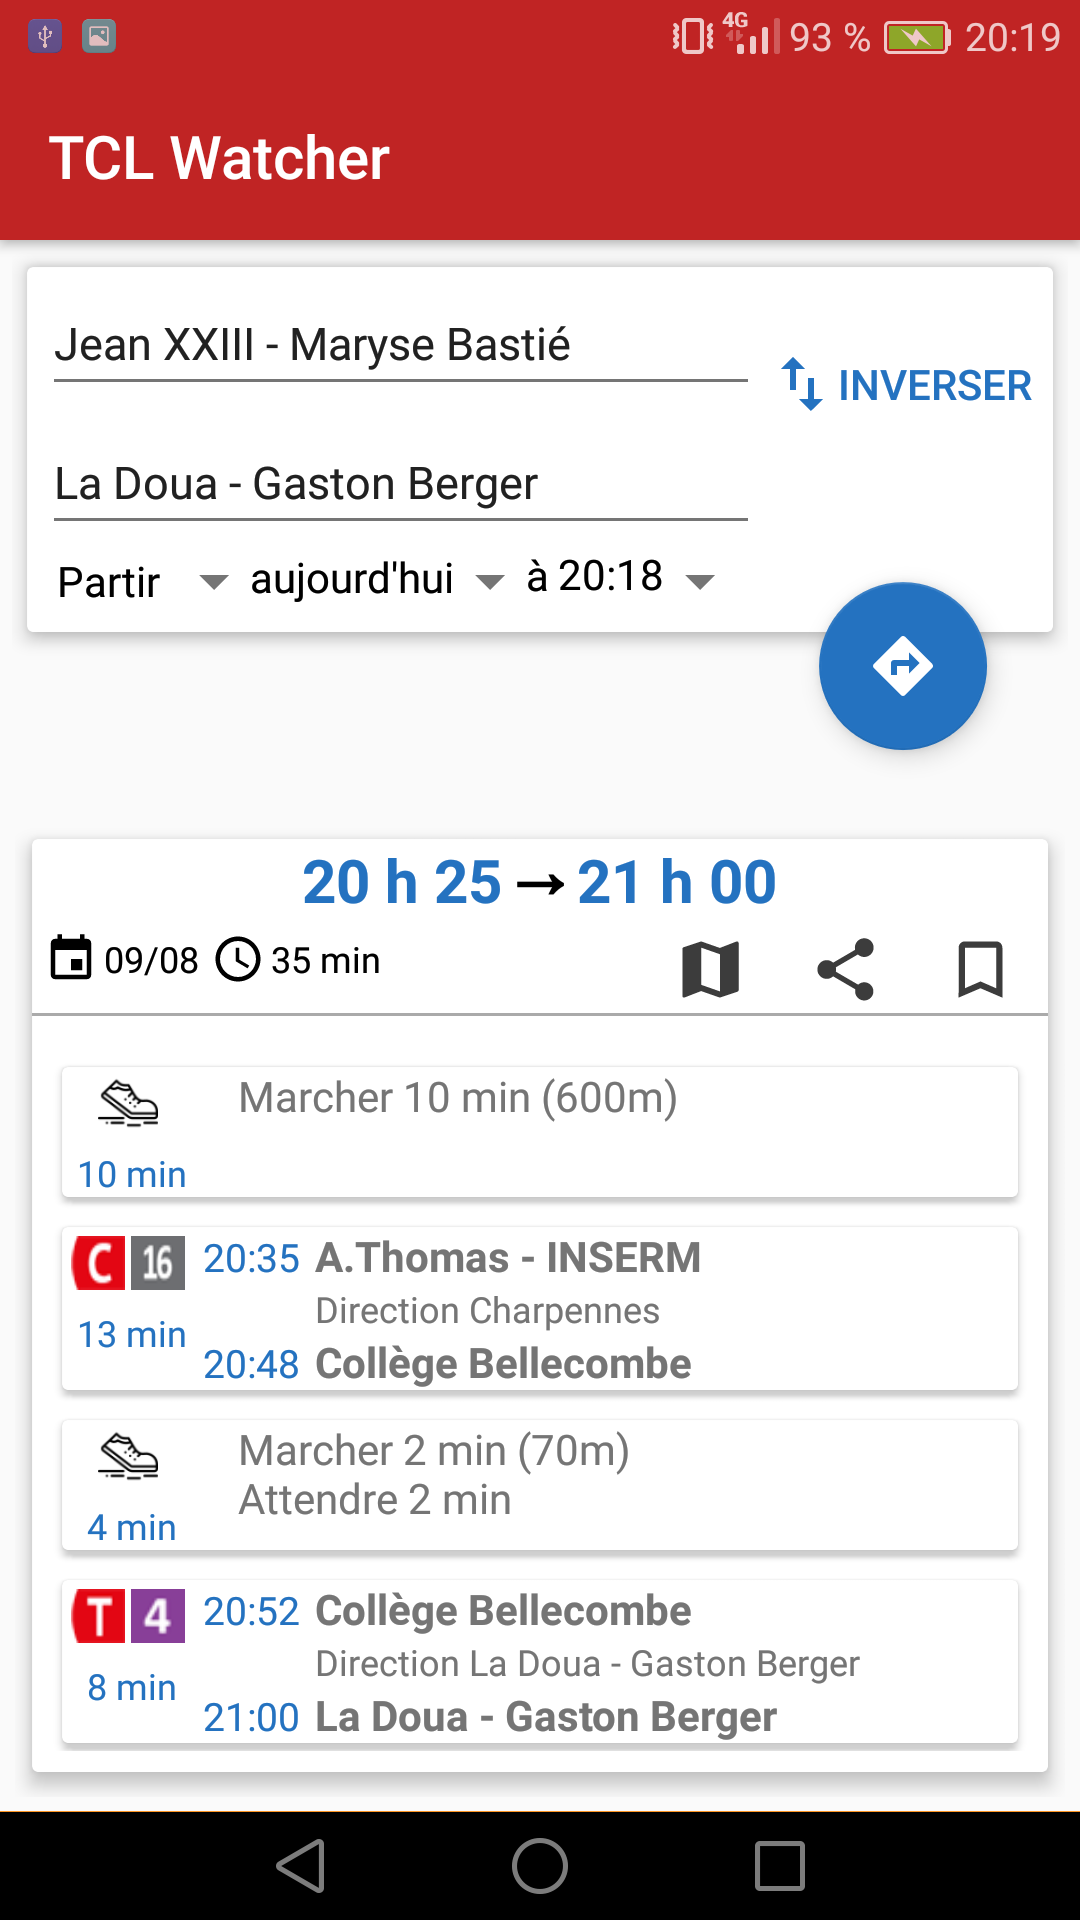 4G 93 % 20:19
TCL Watcher
Jean XXIII - Maryse Bastié
INVERSER
La Doua - Gaston Berger
Partir aujourd'hui à 20:18
20 h 25 → 21 h 00
09/08 35 min
Marcher 10 min (600m)
10 min
C 16 20:35 A.Thomas - INSERM
Direction Charpennes
13 min
20:48 Collège Bellecombe
Marcher 2 min (70m)
Attendre 2 min
4 min
T 4 20:52 Collège Bellecombe
Direction La Doua - Gaston Berger
8 min
21:00 La Doua - Gaston Berger